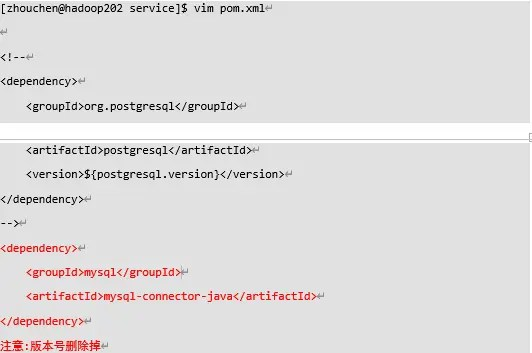 [zhouchen@hadoop202 service]$ vim pom.xml
<!--
<dependency>
    <groupId>org.postgresql</groupId>
    <artifactId>postgresql</artifactId>
    <version>${postgresql.version}</version>
</dependency>
-->
<dependency>
    <groupId>mysql</groupId>
    <artifactId>mysql-connector-java</artifactId>
</dependency>
注意:版本号删除掉